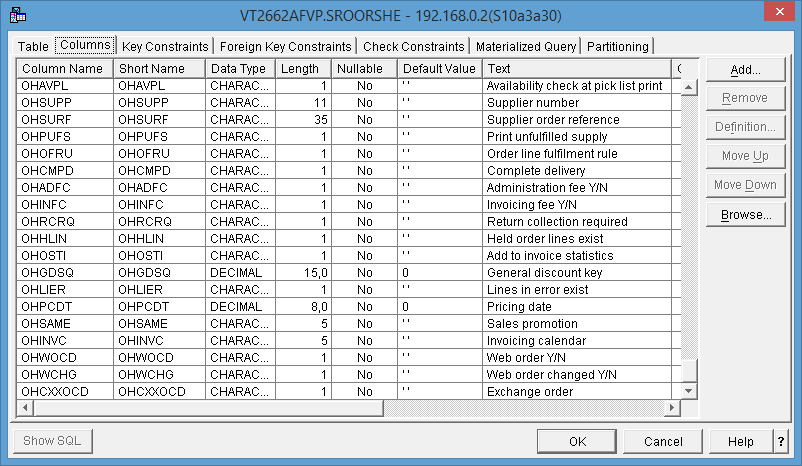 VT2662AFVP.SROORSHE - 192.168.0.2(S10a3a30)
Table Columns Key Constraints Foreign Key Constraints Check Constraints Materialized Query Partitioning
Column Name Short Name Data Type Length Nullable Default Value Text
OHAVPL OHAVPL CHARAC... 1 No ' ' Availability check at pick list print
OHSUPP OHSUPP CHARAC... 11 No ' ' Supplier number
OHSURF OHSURF CHARAC... 35 No ' ' Supplier order reference
OHPUFS OHPUFS CHARAC... 1 No ' ' Print unfulfilled supply
OHOFRU OHOFRU CHARAC... 1 No ' ' Order line fulfilment rule
OHCMPD OHCMPD CHARAC... 1 No ' ' Complete delivery
OHADFC OHADFC CHARAC... 1 No ' ' Administration fee Y/N
OHINFC OHINFC CHARAC... 1 No ' ' Invoicing fee Y/N
OHRCRQ OHRCRQ CHARAC... 1 No ' ' Return collection required
OHHLIN OHHLIN CHARAC... 1 No ' ' Held order lines exist
OHOSTI OHOSTI CHARAC... 1 No ' ' Add to invoice statistics
OHGDSQ OHGDSQ DECIMAL 15,0 No 0 General discount key
OHLIER OHLIER CHARAC... 1 No ' ' Lines in error exist
OHPCDT OHPCDT DECIMAL 8,0 No 0 Pricing date
OHSAME OHSAME CHARAC... 5 No ' ' Sales promotion
OHINVC OHINVC CHARAC... 5 No ' ' Invoicing calendar
OHWOCD OHWOCD CHARAC... 1 No ' ' Web order Y/N
OHWCHG OHWCHG CHARAC... 1 No ' ' Web order changed Y/N
OHCXXOCD OHCXXOCD CHARAC... 1 No ' ' Exchange order
Add...
Remove
Definition...
Move Up
Move Down
Browse...
Show SQL OK Cancel Help ?